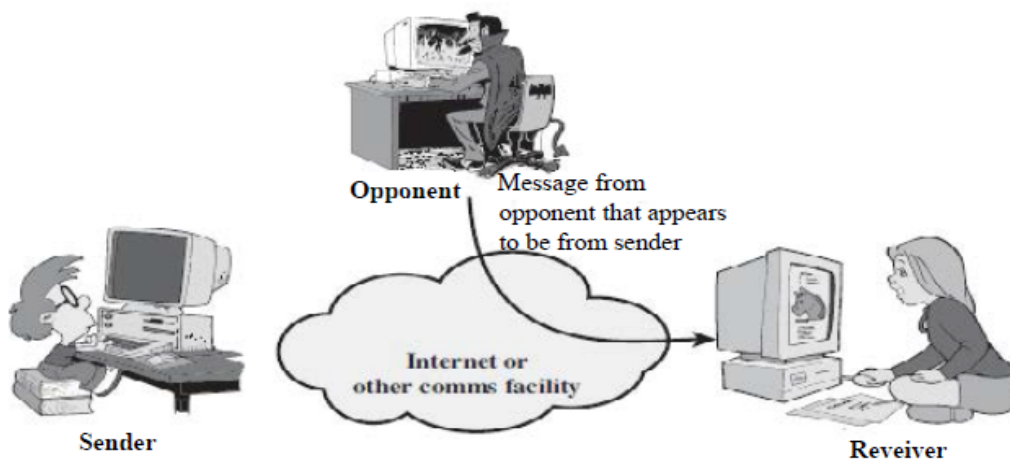 Opponent
Message from
opponent that appears
to be from sender
Internet or
other comms facility
Sender
Reveiver